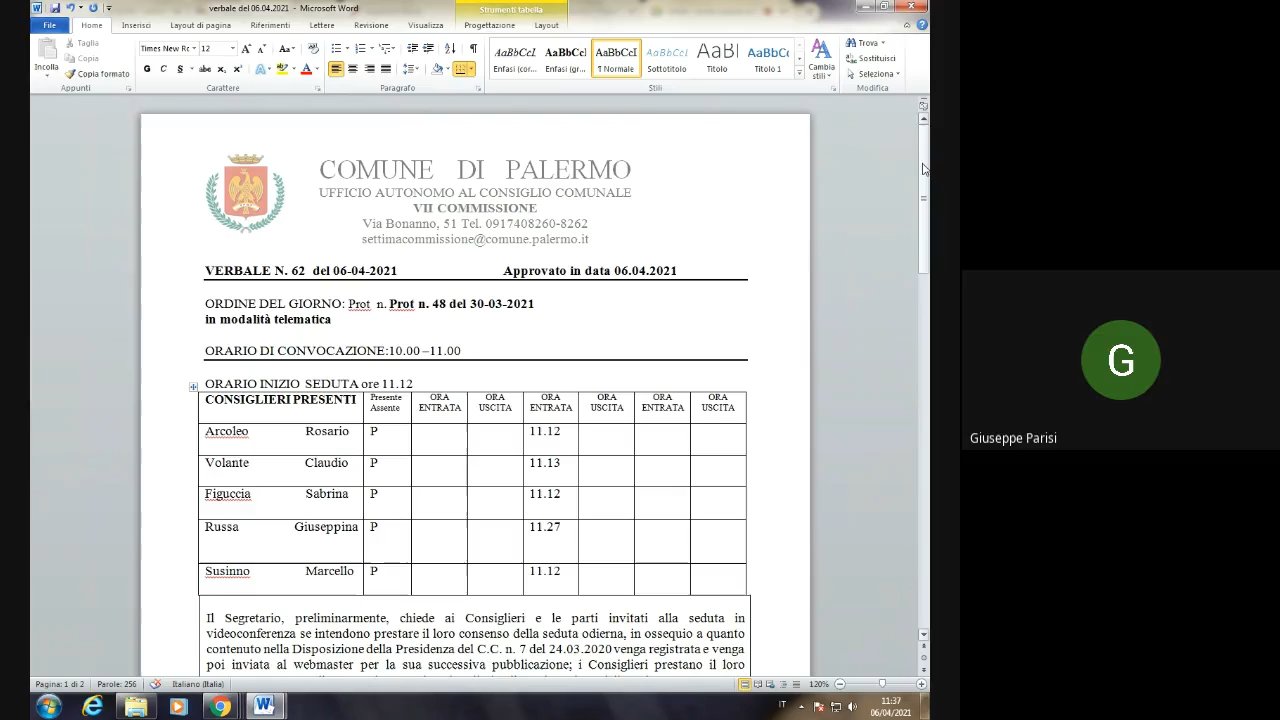 verbale del 06.04.2021 - Microsoft Word
Strumenti tabella
File Home Inserisci Layout di pagina Riferimenti Lettere Revisione Visualizza Progettazione Layout
Incolla
Taglia
Copia
Copia formato
Times New Ro 12
G C S abc x₂ x²
AaBbCcI AaBbCcI AaBbCcI AaBbCcI AaBl AaBbCc
Enfasi (cor... Enfasi (gr... ¶ Normale Sottotitolo Titolo Titolo 1
Cambia stili
Trova
Sostituisci
Seleziona
Appunti Carattere Paragrafo Stili Modifica
COMUNE DI PALERMO
UFFICIO AUTONOMO AL CONSIGLIO COMUNALE
VII COMMISSIONE
Via Bonanno, 51 Tel. 0917408260-8262
settimacommissione@comune.palermo.it
VERBALE N. 62 del 06-04-2021 Approvato in data 06.04.2021
ORDINE DEL GIORNO: Prot n. Prot n. 48 del 30-03-2021
in modalità telematica
ORARIO DI CONVOCAZIONE:10.00 –11.00
ORARIO INIZIO SEDUTA ore 11.12
CONSIGLIERI PRESENTI Presente Assente ORA ENTRATA ORA USCITA ORA ENTRATA ORA USCITA ORA ENTRATA ORA USCITA
Arcoleo Rosario P 11.12
Volante Claudio P 11.13
Figuccia Sabrina P 11.12
Russa Giuseppina P 11.27
Susinno Marcello P 11.12
Il Segretario, preliminarmente, chiede ai Consiglieri e le parti invitati alla seduta in
videoconferenza se intendono prestare il loro consenso della seduta odierna, in ossequio a quanto
contenuto nella Disposizione della Presidenza del C.C. n. 7 del 24.03.2020 venga registrata e venga
poi inviata al webmaster per la sua successiva pubblicazione; i Consiglieri prestano il loro
Pagina: 1 di 2 Parole: 256 Italiano (Italia) 120%
IT 11:37
06/04/2021
G
Giuseppe Parisi